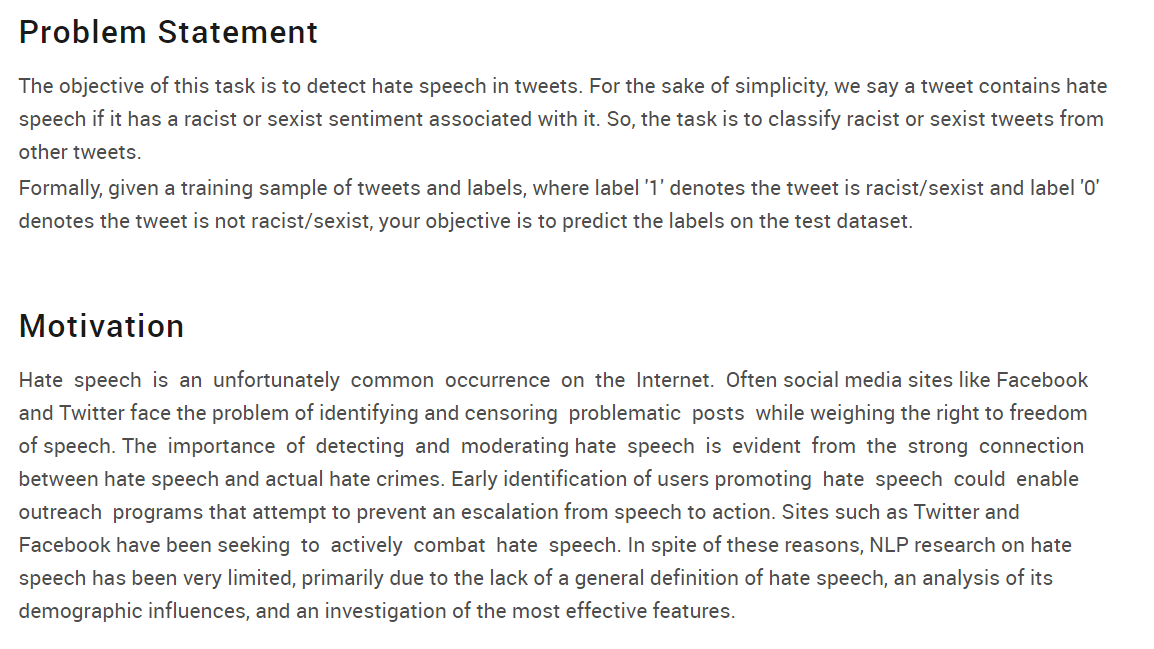 Problem Statement
The objective of this task is to detect hate speech in tweets. For the sake of simplicity, we say a tweet contains hate
speech if it has a racist or sexist sentiment associated with it. So, the task is to classify racist or sexist tweets from
other tweets.
Formally, given a training sample of tweets and labels, where label '1' denotes the tweet is racist/sexist and label '0'
denotes the tweet is not racist/sexist, your objective is to predict the labels on the test dataset.
Motivation
Hate speech is an unfortunately common occurrence on the Internet. Often social media sites like Facebook
and Twitter face the problem of identifying and censoring problematic posts while weighing the right to freedom
of speech. The importance of detecting and moderating hate speech is evident from the strong connection
between hate speech and actual hate crimes. Early identification of users promoting hate speech could enable
outreach programs that attempt to prevent an escalation from speech to action. Sites such as Twitter and
Facebook have been seeking to actively combat hate speech. In spite of these reasons, NLP research on hate
speech has been very limited, primarily due to the lack of a general definition of hate speech, an analysis of its
demographic influences, and an investigation of the most effective features.